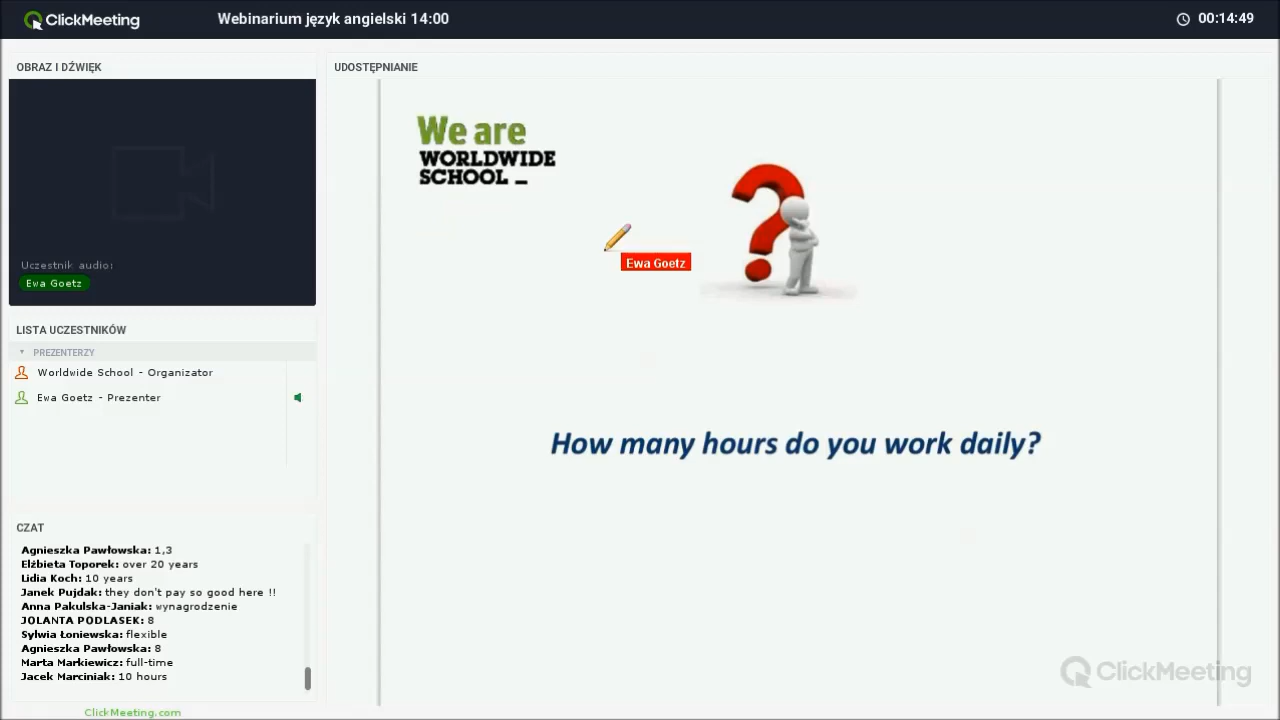 ClickMeeting
Webinarium język angielski 14:00
00:14:49
OBRAZ I DŹWIĘK
UDOSTĘPNIANIE
We are
WORLDWIDE
SCHOOL _
Ewa Goetz
Uczestnik audio:
Ewa Goetz
LISTA UCZESTNIKÓW
PREZENTERZY
Worldwide School - Organizator
Ewa Goetz - Prezenter
How many hours do you work daily?
CZAT
Agnieszka Pawłowska: 1,3
Elżbieta Toporek: over 20 years
Lidia Koch: 10 years
Janek Pujdak: they don't pay so good here !!
Anna Pakulska-Janiak: wynagrodzenie
JOLANTA PODLASEK: 8
Sylwia Łoniewska: flexible
Agnieszka Pawłowska: 8
Marta Markiewicz: full-time
Jacek Marciniak: 10 hours
ClickMeeting
ClickMeeting.com